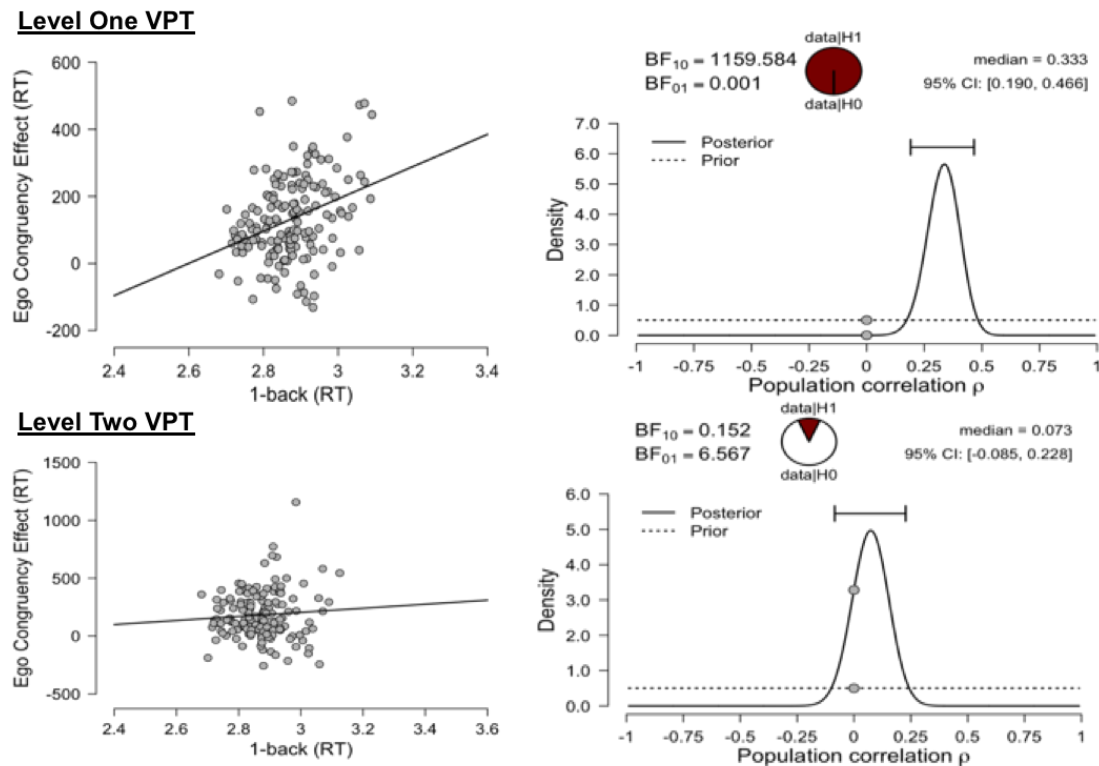 Level One VPT
Ego Congruency Effect (RT)
600
400
200
0
-200
2.4 2.6 2.8 3 3.2 3.4
1-back (RT)
BF10 = 1159.584
BF01 = 0.001
data|H1
data|H0
median = 0.333
95% CI: [0.190, 0.466]
Posterior
Prior
Density
7.0
6.0
5.0
4.0
3.0
2.0
1.0
0.0
-1 -0.75 -0.5 -0.25 0 0.25 0.5 0.75 1
Population correlation ρ
Level Two VPT
Ego Congruency Effect (RT)
1500
1000
500
0
-500
2.4 2.6 2.8 3 3.2 3.4 3.6
1-back (RT)
BF10 = 0.152
BF01 = 6.567
data|H1
data|H0
median = 0.073
95% CI: [-0.085, 0.228]
Posterior
Prior
Density
6.0
5.0
4.0
3.0
2.0
1.0
0.0
-1 -0.75 -0.5 -0.25 0 0.25 0.5 0.75 1
Population correlation ρ